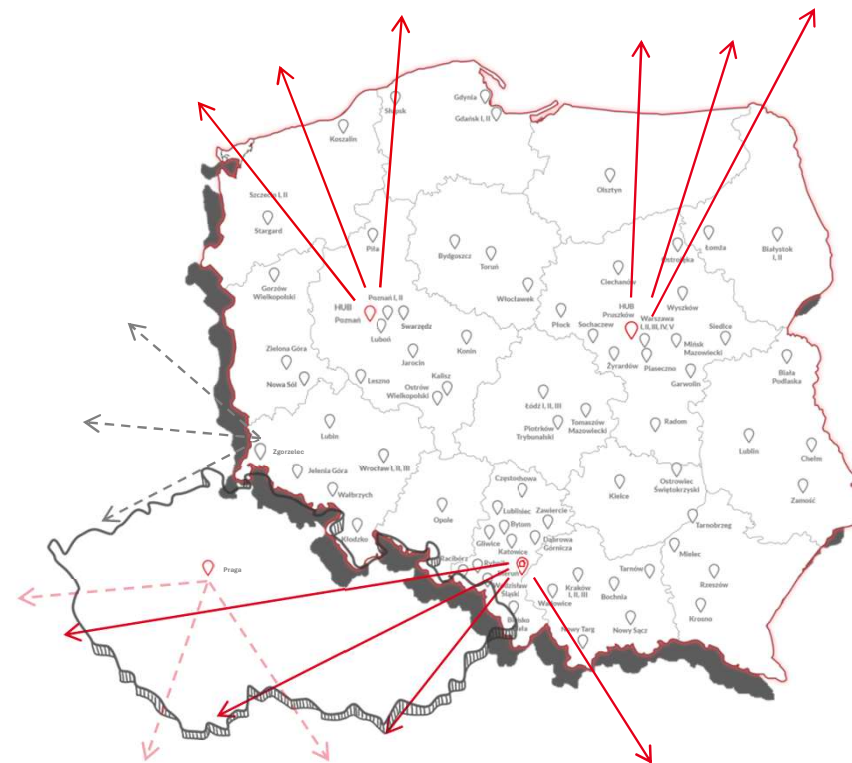 Gdynia
Słupsk
Gdańsk I, II
Koszalin
Olsztyn
Szczecin I, II
Stargard
Piła
Bydgoszcz
Toruń
Ostrołęka
Łomża
Białystok
I, II
Gorzów
Wielkopolski
Włocławek
Ciechanów
Wyszków
HUB
Poznań
Poznań I, II
Swarzędz
Luboń
HUB
Pruszków
Warszawa
I, II, III, IV, V
Płock
Sochaczew
Siedlce
Mińsk
Mazowiecki
Zielona Góra
Nowa Sól
Leszno
Jarocin
Konin
Kalisz
Ostrów
Wielkopolski
Żyrardów
Piaseczno
Garwolin
Biała
Podlaska
Łódź I, II, III
Piotrków
Trybunalski
Tomaszów
Mazowiecki
Radom
Lublin
Chełm
Zamość
Lubin
Zgorzelec
Jelenia Góra
Wrocław I, II, III
Wałbrzych
Kłodzko
Opole
Częstochowa
Lubliniec
Zawiercie
Bytom
Gliwice
Katowice
Dąbrowa
Górnicza
Kielce
Ostrowiec
Świętokrzyski
Tarnobrzeg
Mielec
Rzeszów
Krosno
Racibórz
Wodzisław
Śląski
Kraków
I, II, III
Wadowice
Bochnia
Tarnów
Nowy Targ
Nowy Sącz
Praga